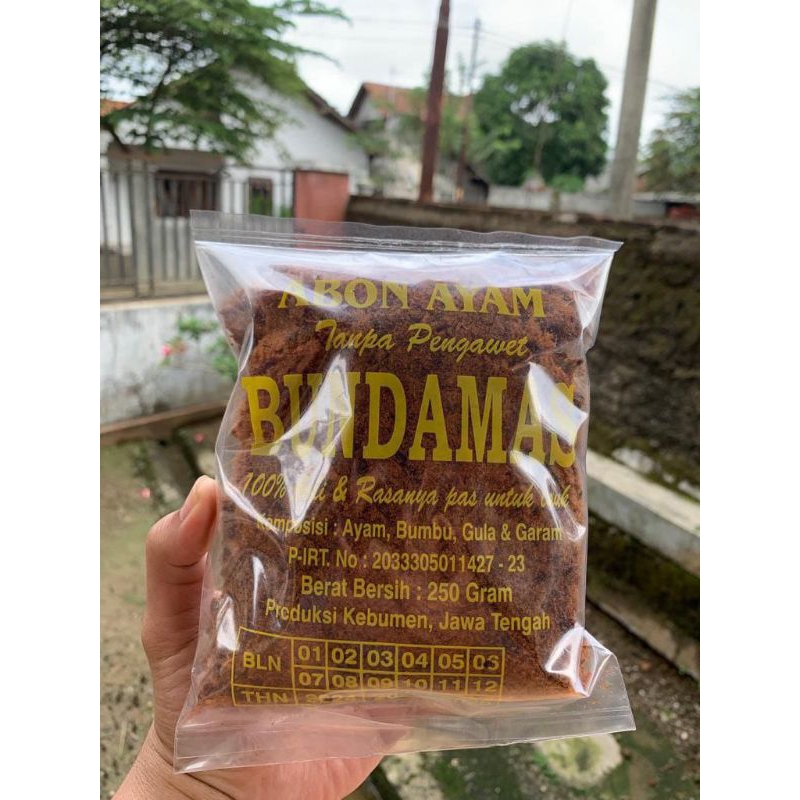 ABON AYAM
Tanpa Pengawet
BUNDAMAS
100% & Rasanya pas untuk
Komposisi : Ayam, Bumbu, Gula & Garam
P-IRT. No : 2033305011427 - 23
Berat Bersih : 250 Gram
Produksi Kebumen, Jawa Tengah
BLN 01 02 03 04 05 06
07 08 09 10 11 12
THN